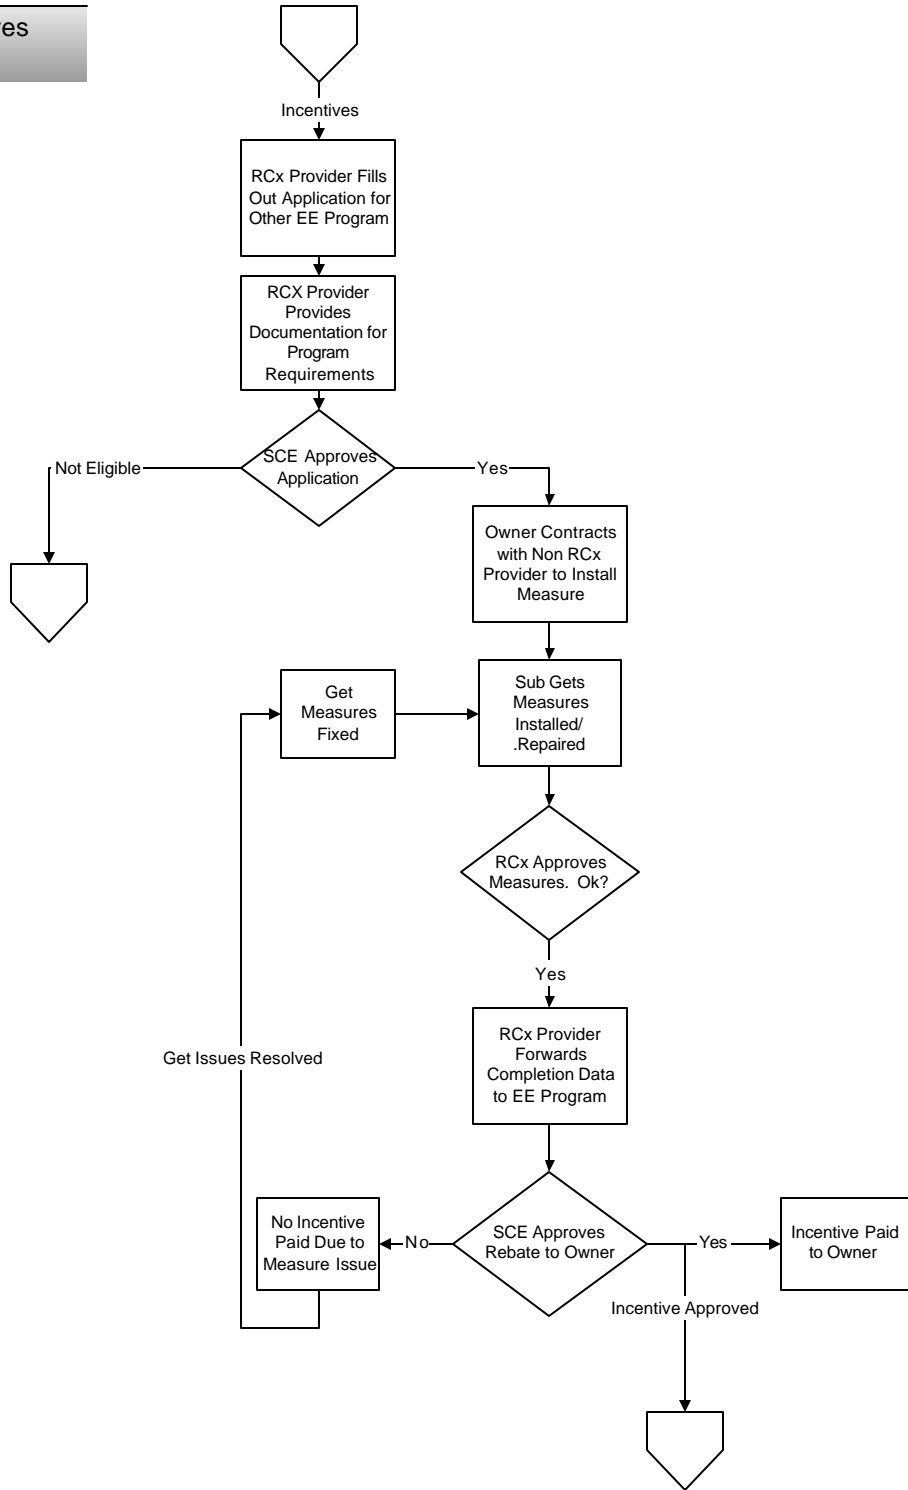 Incentives
RCx Provider Fills
Out Application for
Other EE Program
RCX Provider
Provides
Documentation for
Program
Requirements
SCE Approves
Application
Not Eligible
Yes
Owner Contracts
with Non RCx
Provider to Install
Measure
Get
Measures
Fixed
Sub Gets
Measures
Installed/
.Repaired
RCx Approves
Measures. Ok?
Yes
Get Issues Resolved
RCx Provider
Forwards
Completion Data
to EE Program
No Incentive
Paid Due to
Measure Issue
No
SCE Approves
Rebate to Owner
Yes
Incentive Paid
to Owner
Incentive Approved